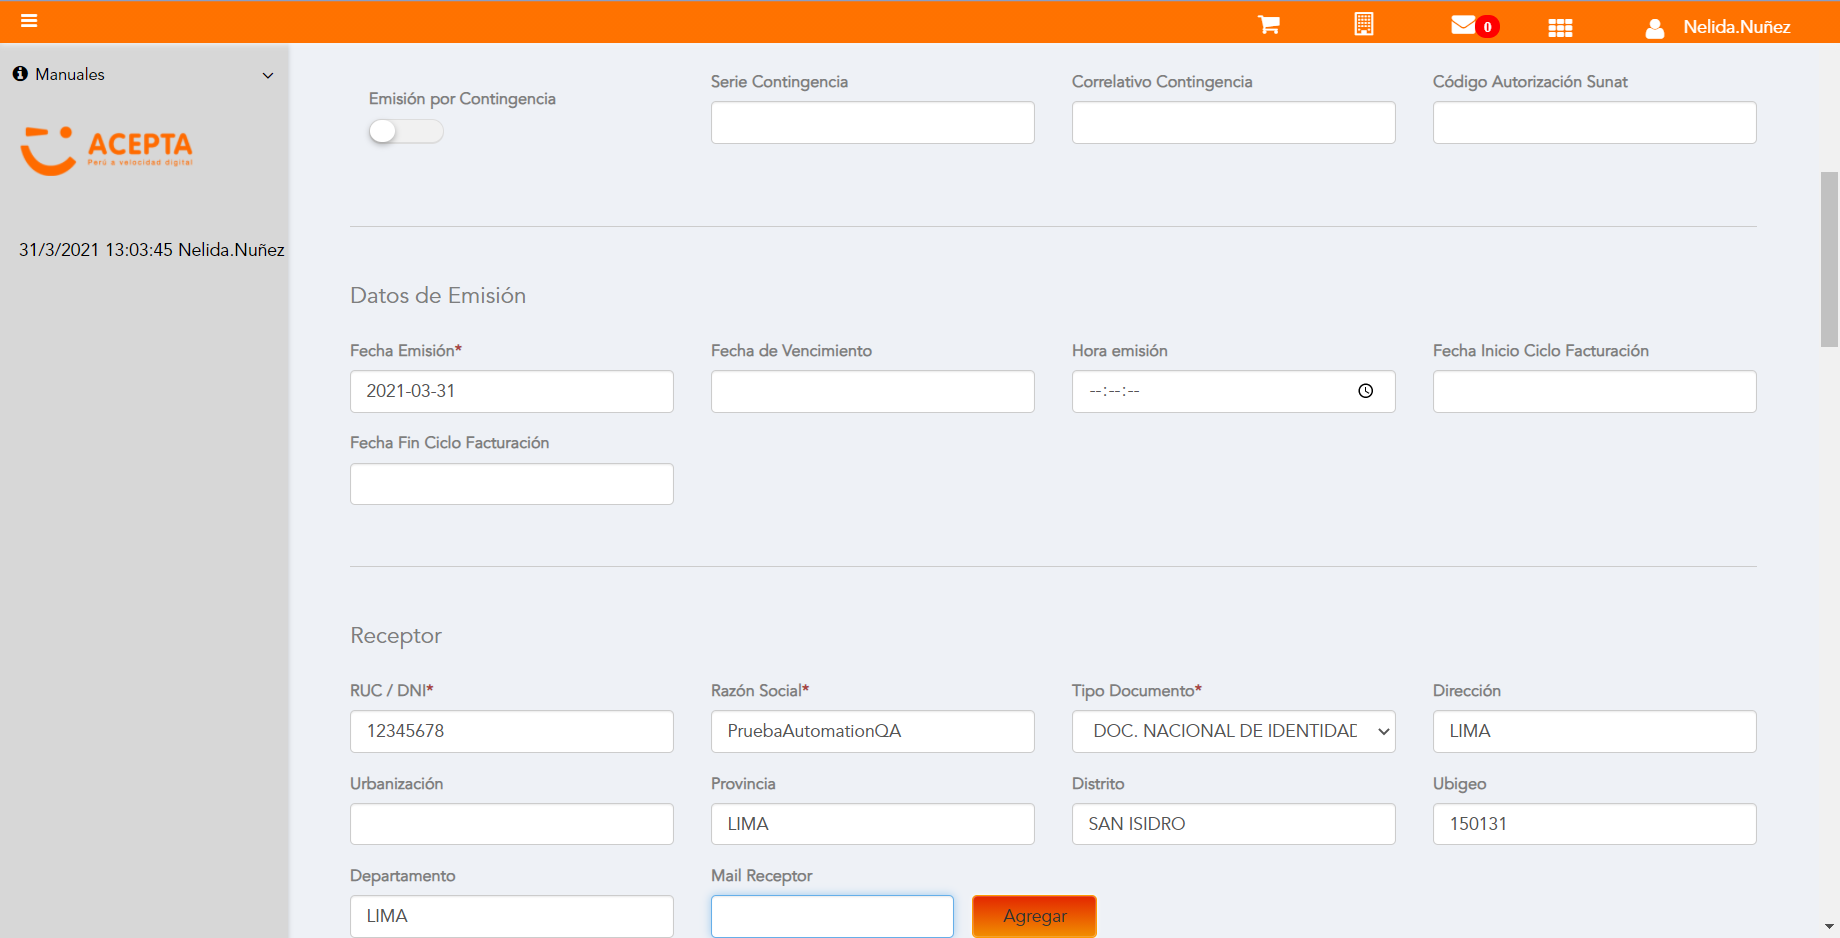 0
Nelida.Nuñez
Manuales
ACEPTA
Perú a velocidad digital
31/3/2021 13:03:45 Nelida.Nuñez
Emisión por Contingencia
Serie Contingencia
Correlativo Contingencia
Código Autorización Sunat
Datos de Emisión
Fecha Emisión*
Fecha de Vencimiento
Hora emisión
Fecha Inicio Ciclo Facturación
2021-03-31
--:--:--
Fecha Fin Ciclo Facturación
Receptor
RUC / DNI*
Razón Social*
Tipo Documento*
Dirección
12345678
PruebaAutomationQA
DOC. NACIONAL DE IDENTIDAD
LIMA
Urbanización
Provincia
Distrito
Ubigeo
LIMA
SAN ISIDRO
150131
Departamento
Mail Receptor
LIMA
Agregar